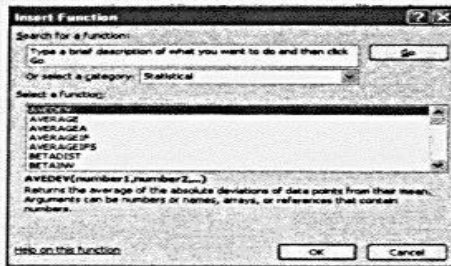 Insert Function
Search for a function:
Type a brief description of what you want to do and then click
Go
Go
Or select a category: Statistical
Select a function:
AVEDEV
AVERAGE
AVERAGEA
AVERAGEIF
AVERAGEIFS
BETADIST
BETAINV
AVEDEV(number1,number2,...)
Returns the average of the absolute deviations of data points from their mean.
Arguments can be numbers or names, arrays, or references that contain
numbers.
Help on this function
OK
Cancel